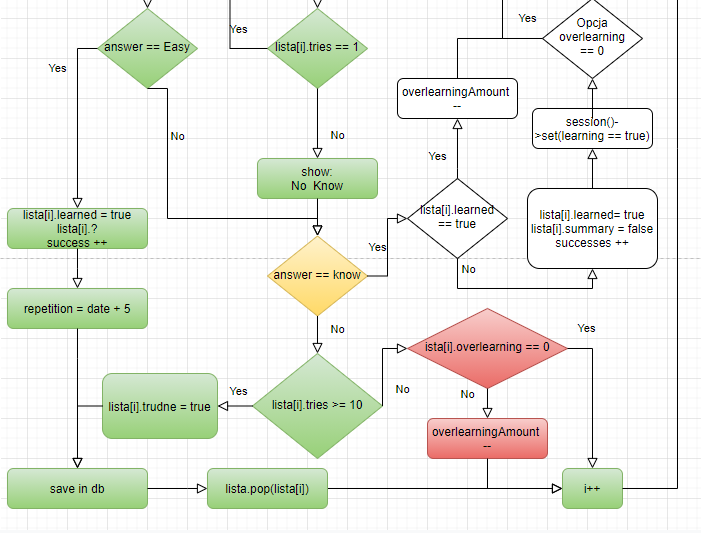 Yes
Yes
Opcja
overlearning
== 0
answer == Easy
lista[i].tries == 1
Yes
overlearningAmount
--
session()-
>set(learning == true)
No
No
Yes
show:
No  Know
lista[i].learned = true
lista[i].?
success ++
lista[i].learned
== true
lista[i].learned= true
lista[i].summary = false
successes ++
Yes
answer == know
No
repetition = date + 5
No
Yes
ista[i].overlearning == 0
Yes
No
No
lista[i].trudne = true
lista[i].tries >= 10
overlearningAmount
--
save in db
lista.pop(lista[i])
i++